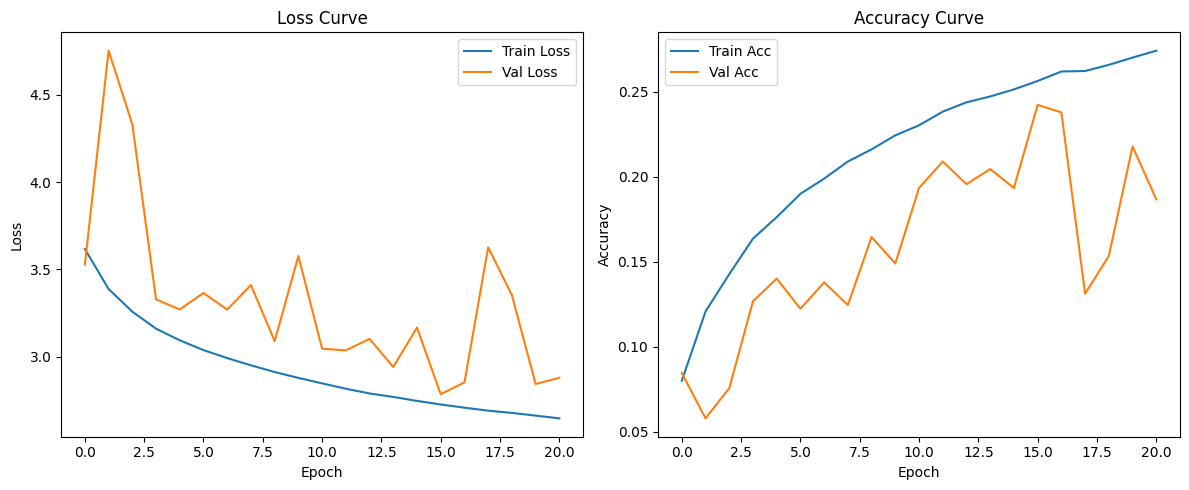 Loss Curve
Train Loss
Val Loss
Loss
4.5
4.0
3.5
3.0
0.0 2.5 5.0 7.5 10.0 12.5 15.0 17.5 20.0
Epoch
Accuracy Curve
Train Acc
Val Acc
Accuracy
0.25
0.20
0.15
0.10
0.05
0.0 2.5 5.0 7.5 10.0 12.5 15.0 17.5 20.0
Epoch